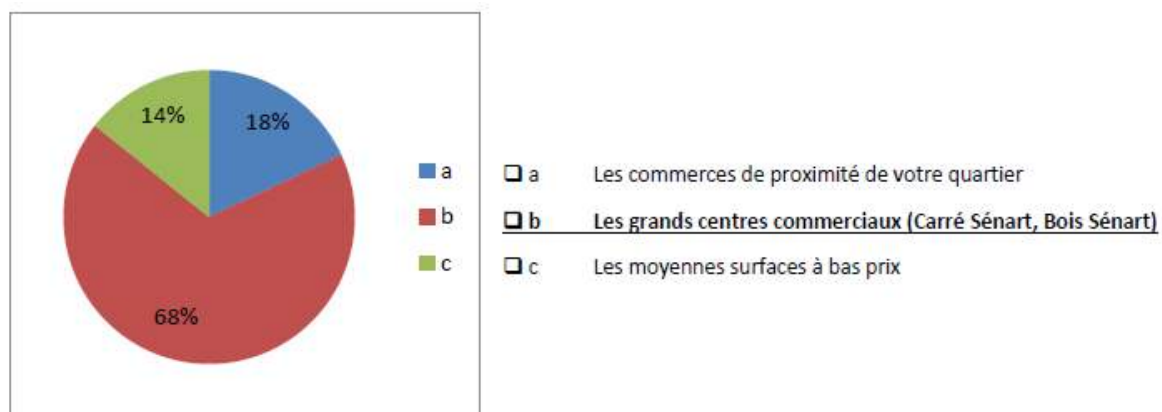 14%
18%
68%
a
b
c
❑ a Les commerces de proximité de votre quartier
❑ b Les grands centres commerciaux (Carré Sénart, Bois Sénart)
❑ c Les moyennes surfaces à bas prix